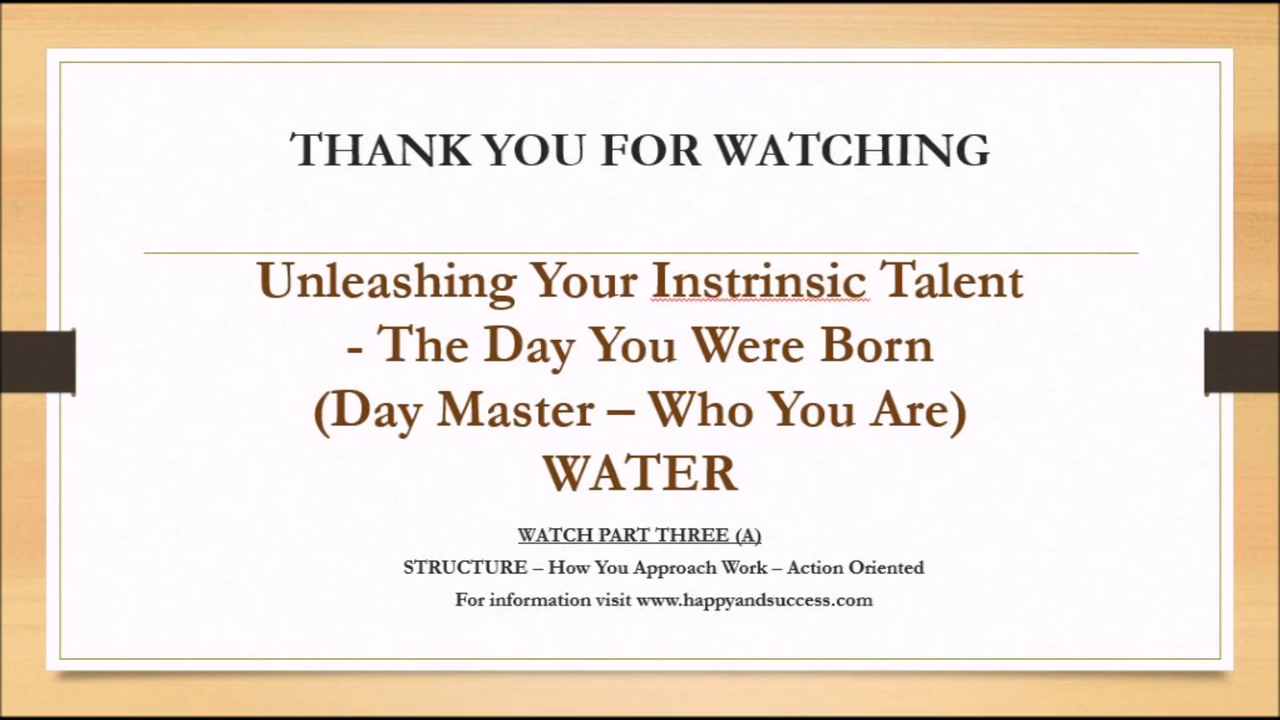 THANK YOU FOR WATCHING
Unleashing Your Instrinsic Talent
- The Day You Were Born
(Day Master – Who You Are)
WATER
WATCH PART THREE (A)
STRUCTURE – How You Approach Work – Action Oriented
For information visit www.happyandsuccess.com